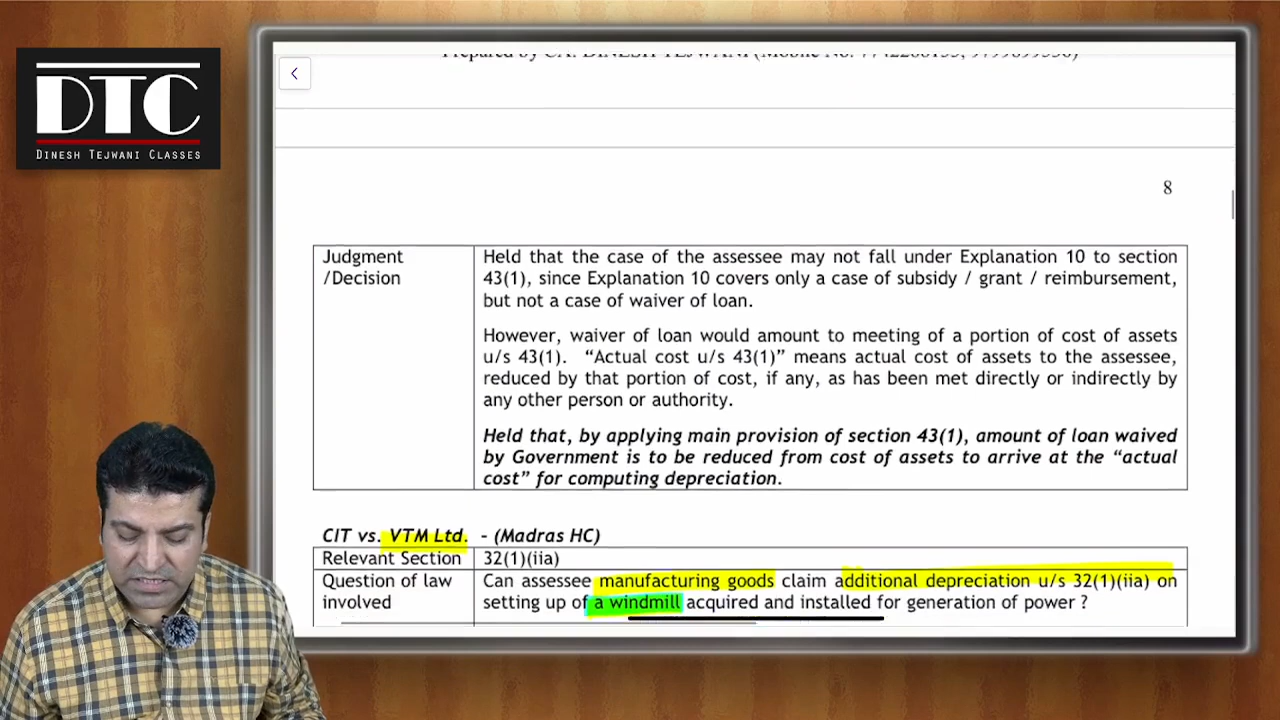 DTC
DINESH TEJWANI CLASSES
Prepared by CA. DINESH TEJWANI (Mobile No.
8
Judgment
/Decision
Held that the case of the assessee may not fall under Explanation 10 to section
43(1), since Explanation 10 covers only a case of subsidy / grant / reimbursement,
but not a case of waiver of loan.
However, waiver of loan would amount to meeting of a portion of cost of assets
u/s 43(1). “Actual cost u/s 43(1)” means actual cost of assets to the assessee,
reduced by that portion of cost, if any, as has been met directly or indirectly by
any other person or authority.
Held that, by applying main provision of section 43(1), amount of loan waived
by Government is to be reduced from cost of assets to arrive at the “actual
cost” for computing depreciation.
CIT vs. VTM Ltd. - (Madras HC)
Relevant Section 32(1)(iia)
Question of law
involved
Can assessee manufacturing goods claim additional depreciation u/s 32(1)(iia) on
setting up of a windmill acquired and installed for generation of power ?